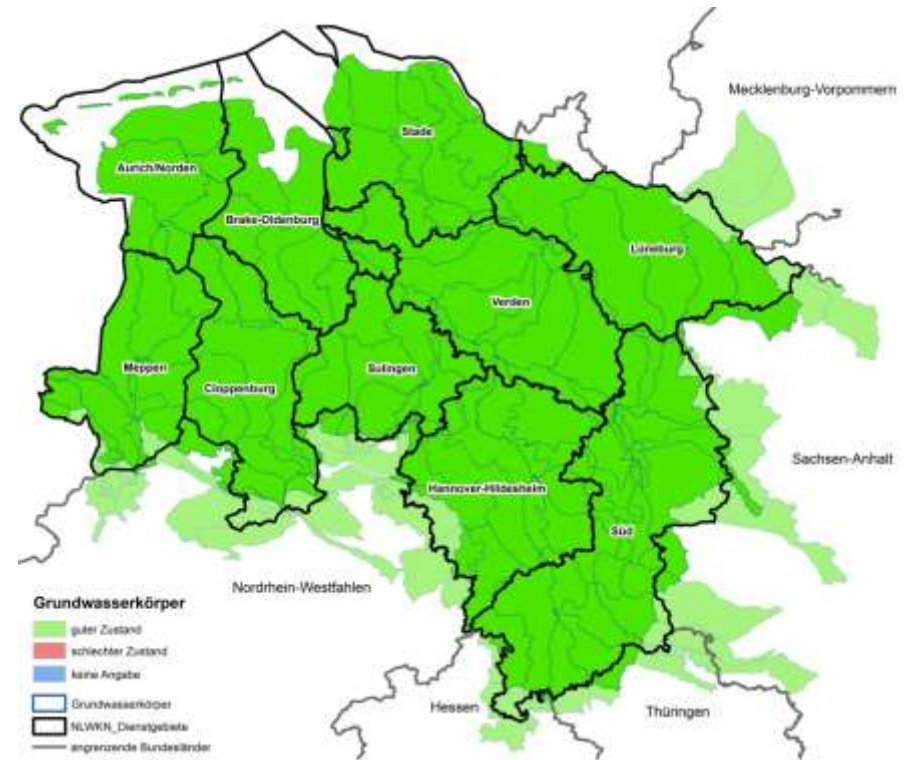 Mecklenburg-Vorpommern
Stade
Aurich/Norden
Brake-Oldenburg
Lüneburg
Verden
Meppen
Cloppenburg
Sulingen
Sachsen-Anhalt
Hannover-Hildesheim
Süd
Nordrhein-Westfahlen
Grundwasserkörper
guter Zustand
schlechter Zustand
keine Angabe
Grundwasserkörper
NLWKN_Dienstgebiete
angrenzende Bundesländer
Hessen
Thüringen